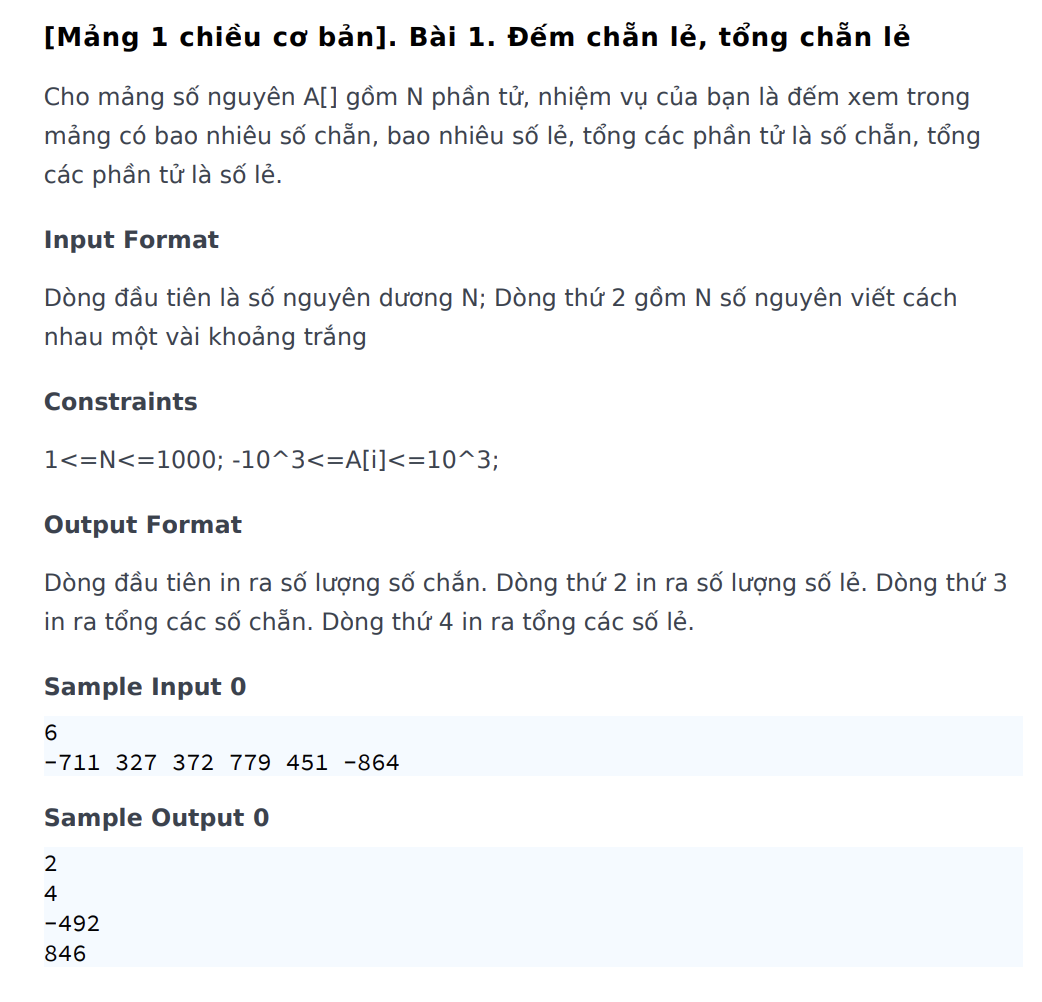 [Mảng 1 chiều cơ bản]. Bài 1. Đếm chẵn lẻ, tổng chẵn lẻ
Cho mảng số nguyên A[] gồm N phần tử, nhiệm vụ của bạn là đếm xem trong
mảng có bao nhiêu số chẵn, bao nhiêu số lẻ, tổng các phần tử là số chẵn, tổng
các phần tử là số lẻ.
Input Format
Dòng đầu tiên là số nguyên dương N; Dòng thứ 2 gồm N số nguyên viết cách
nhau một vài khoảng trắng
Constraints
1<=N<=1000; -10^3<=A[i]<=10^3;
Output Format
Dòng đầu tiên in ra số lượng số chắn. Dòng thứ 2 in ra số lượng số lẻ. Dòng thứ 3
in ra tổng các số chẵn. Dòng thứ 4 in ra tổng các số lẻ.
Sample Input 0
6
-711 327 372 779 451 -864
Sample Output 0
2
4
-492
846